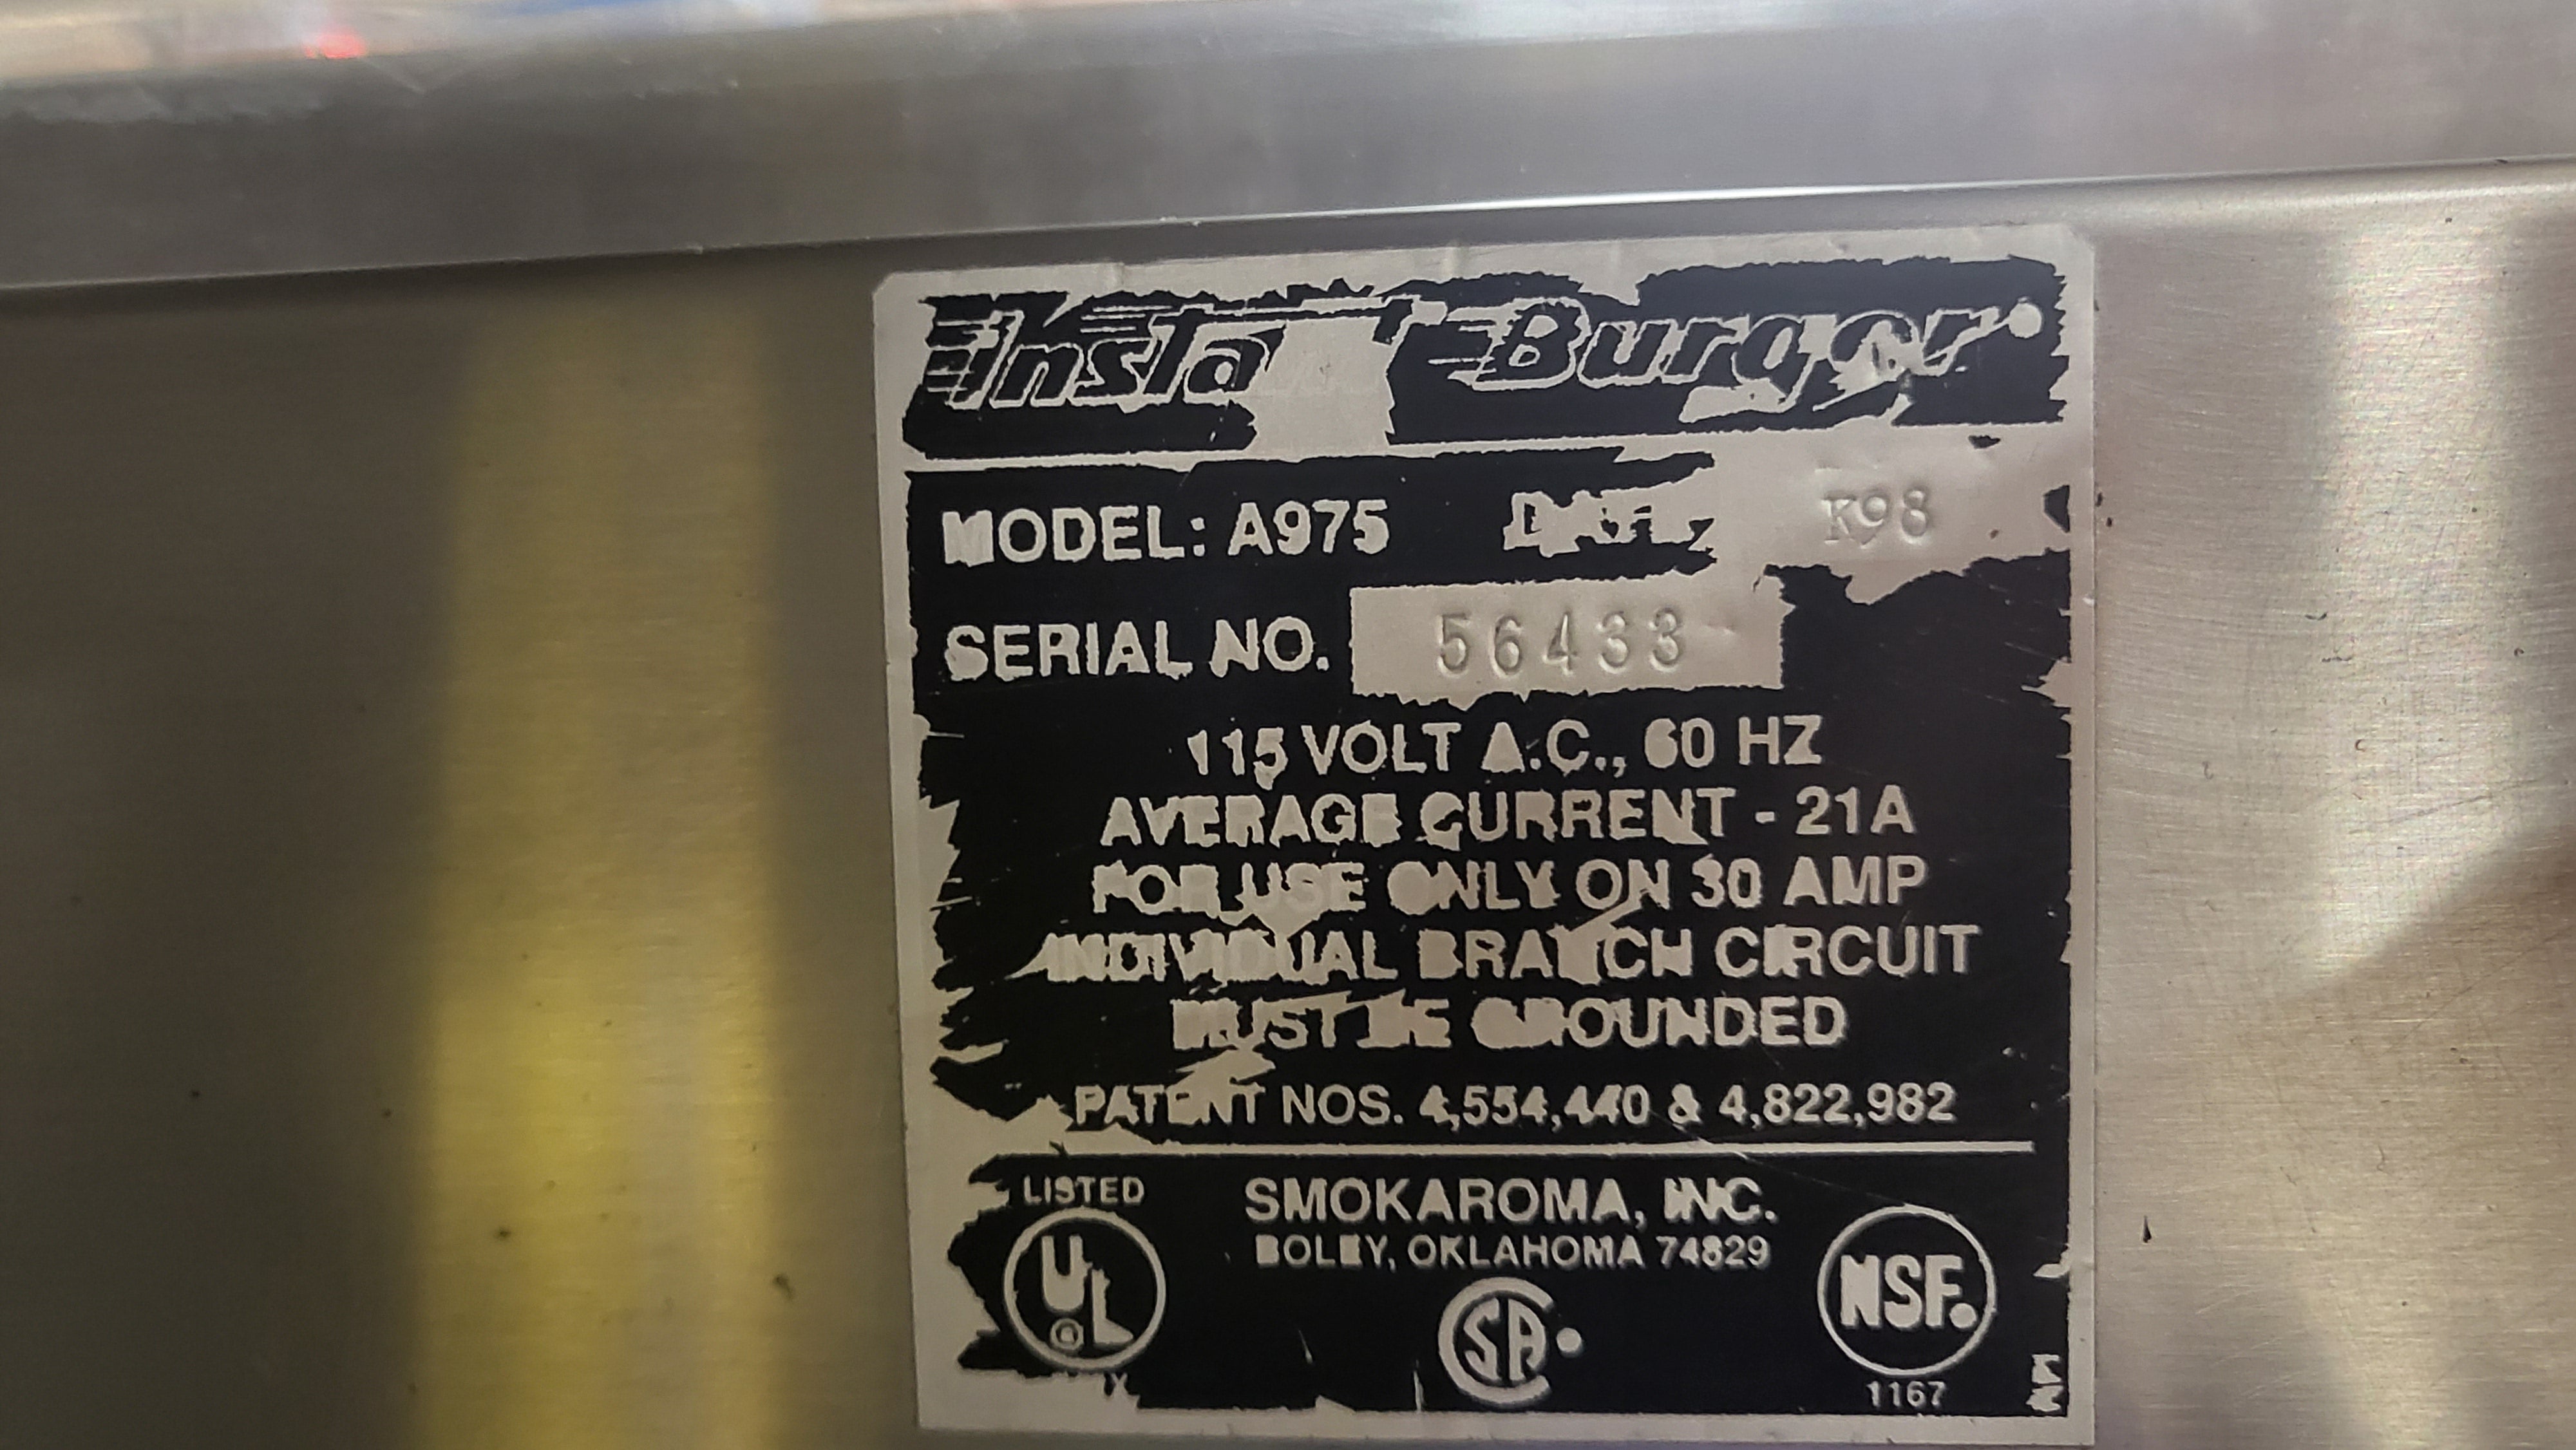 Insta Burger
MODEL: A975 DATE K98
SERIAL NO. 56433
115 VOLT A.C., 60 HZ
AVERAGE CURRENT - 21A
FOR USE ONLY ON 30 AMP
INDIVIDUAL BRANCH CIRCUIT
MUST BE GROUNDED
PATENT NOS. 4,554,440 & 4,822,982
LISTED
UL
®
SMOKAROMA, INC.
BOLEY, OKLAHOMA 74829
SA
NSF.
1167